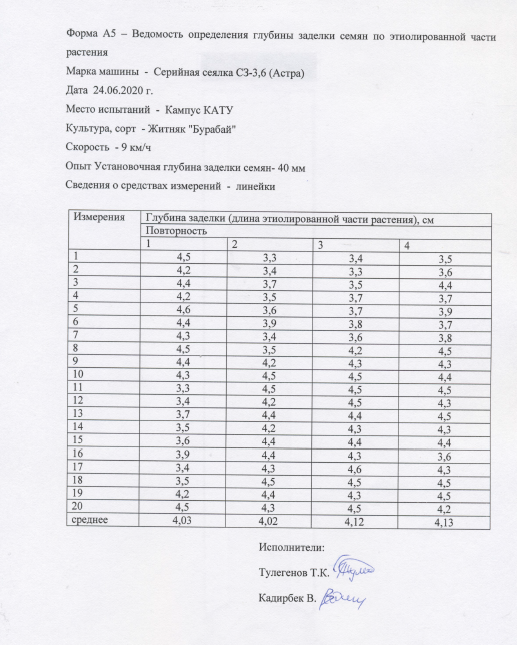 Форма А5 – Ведомость определения глубины заделки семян по этиолированной части
растения
Марка машины - Серийная сеялка СЗ-3,6 (Астра)
Дата 24.06.2020 г.
Место испытаний - Кампус КАТУ
Культура, сорт - Житняк "Бурабай"
Скорость - 9 км/ч
Опыт Установочная глубина заделки семян- 40 мм
Сведения о средствах измерений - линейки
Измерения Глубина заделки (длина этиолированной части растения), см
Повторность
1 2 3 4
1 4,5 3,3 3,4 3,5
2 4,2 3,4 3,3 3,6
3 4,4 3,7 3,5 4,4
4 4,2 3,5 3,7 3,7
5 4,6 3,6 3,7 3,9
6 4,4 3,9 3,8 3,7
7 4,3 3,4 3,6 3,8
8 4,5 3,5 4,2 4,5
9 4,4 4,2 4,3 4,3
10 4,3 4,5 4,5 4,4
11 3,3 4,5 4,5 4,5
12 3,4 4,2 4,5 4,3
13 3,7 4,4 4,4 4,5
14 3,5 4,2 4,3 4,3
15 3,6 4,4 4,4 4,4
16 3,9 4,4 4,3 3,6
17 3,4 4,3 4,6 4,3
18 3,5 4,5 4,5 4,5
19 4,2 4,4 4,3 4,5
20 4,5 4,3 4,5 4,2
среднее 4,03 4,02 4,12 4,13
Исполнители:
Тулегенов Т.К.
Кадирбек В.